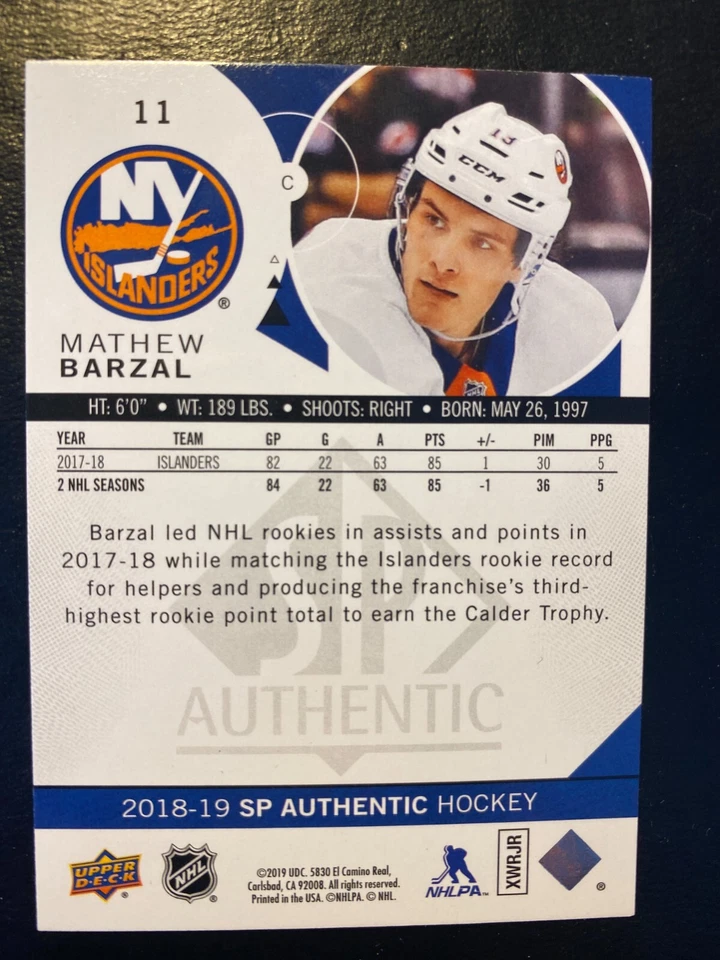 11
C
13
CCM
NY
ISLANDERS
®
MATHEW
BARZAL
HT: 6'0" • WT: 189 LBS. • SHOOTS: RIGHT • BORN: MAY 26, 1997
YEAR TEAM GP G A PTS +/- PIM PPG
2017-18 ISLANDERS 82 22 63 85 1 30 5
2 NHL SEASONS 84 22 63 85 -1 36 5
Barzal led NHL rookies in assists and points in
2017-18 while matching the Islanders rookie record
for helpers and producing the franchise's third-
highest rookie point total to earn the Calder Trophy.
SP
AUTHENTIC
2018-19 SP AUTHENTIC HOCKEY
UPPER
D·E·C·K
®
NHL
®
©2019 UDC. 5830 El Camino Real,
Carlsbad, CA 92008. All rights reserved.
Printed in the USA. ©NHLPA. © NHL.
NHLPA™
XWRJR
®